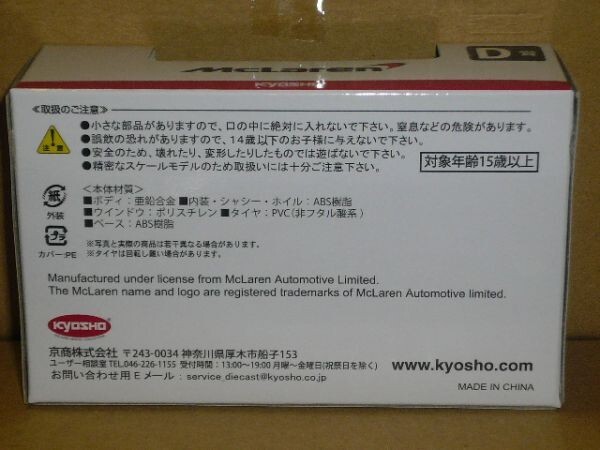 D
McLaren
KYOSHO
≪取扱のご注意≫
注意
●小さな部品がありますので、口の中に絶対に入れないで下さい。窒息などの危険があります。
●誤飲の恐れがありますので、14歳以下のお子様に与えないで下さい。
●安全のため、壊れたり、変形したりしたものでは遊ばないで下さい。
●精密なスケールモデルのため取扱いには十分ご注意下さい。
対象年齢15歳以上
紙
外装
プラ
カバー:PE
＜本体材質＞
■ボディ：亜鉛合金 ■内装・シャシー・ホイル：ABS樹脂
■ウインドウ：ポリスチレン ■タイヤ：PVC(非フタル酸系)
■ベース：ABS樹脂
※写真と実際の商品は若干異なる場合があります。
※タイヤは回転し難い場合があります。
Manufactured under license from McLaren Automotive Limited.
The McLaren name and logo are registered trademarks of McLaren Automotive limited.
KYOSHO
京商株式会社 〒243-0034 神奈川県厚木市船子153
ユーザー相談室 TEL.046-226-1155 受付時間：13:00〜19:00 月曜〜金曜日(祝祭日を除く)
お問い合わせ用Eメール：service_diecast@kyosho.co.jp
www.kyosho.com
MADE IN CHINA